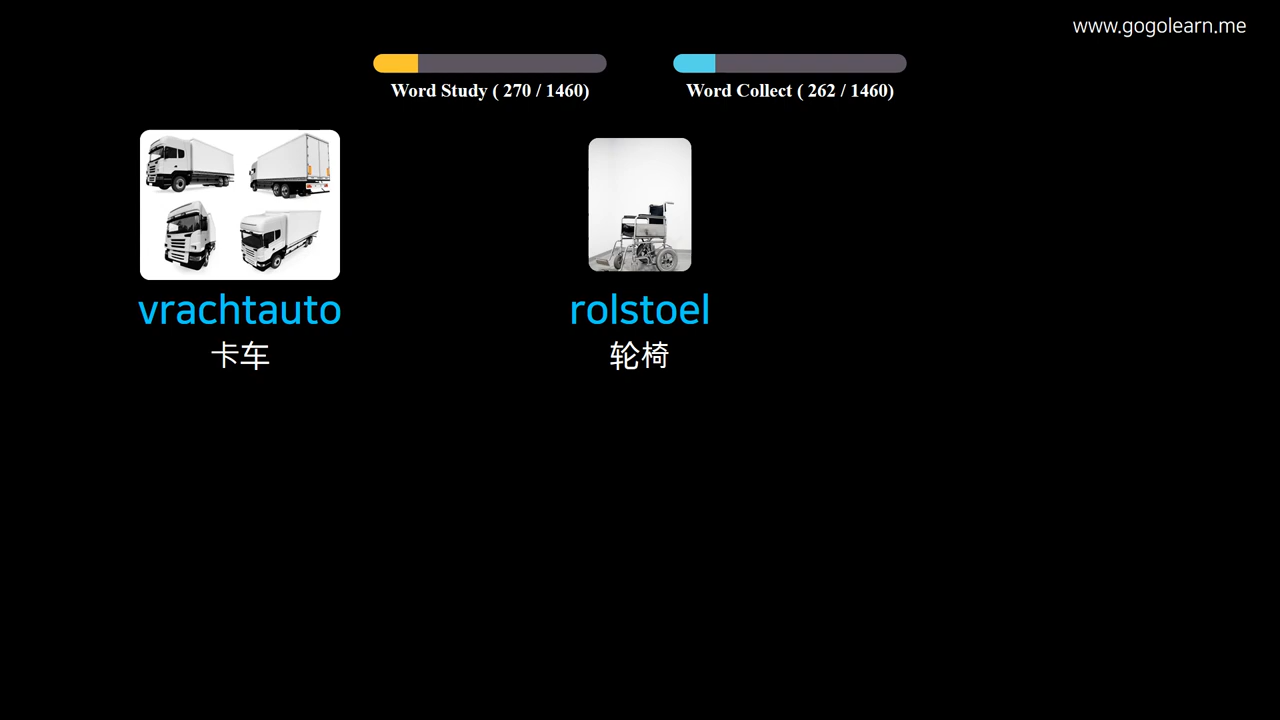 www.gogolearn.me
Word Study ( 270 / 1460)
Word Collect ( 262 / 1460)
vrachtauto
卡车
rolstoel
轮椅